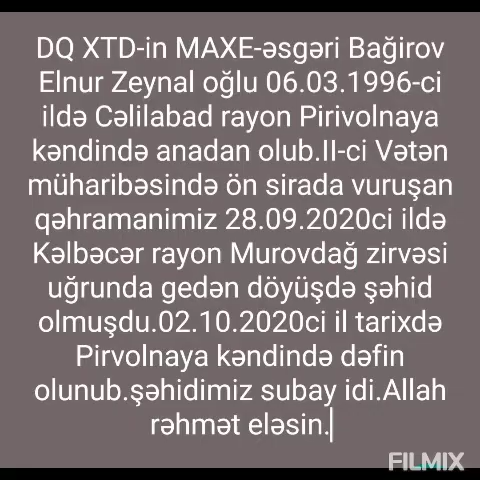 DQ XTD-in MAXE-əsgəri Bağirov
Elnur Zeynal oğlu 06.03.1996-ci
ildə Cəlilabad rayon Pirivolnaya
kəndində anadan olub.II-ci Vətən
müharibəsində ön sirada vuruşan
qəhramanimiz 28.09.2020ci ildə
Kəlbəcər rayon Murovdağ zirvəsi
uğrunda gedən döyüşdə şəhid
olmuşdu.02.10.2020ci il tarixdə
Pirvolnaya kəndində dəfin
olunub.şəhidimiz subay idi.Allah
rəhmət eləsin.
FILMIX